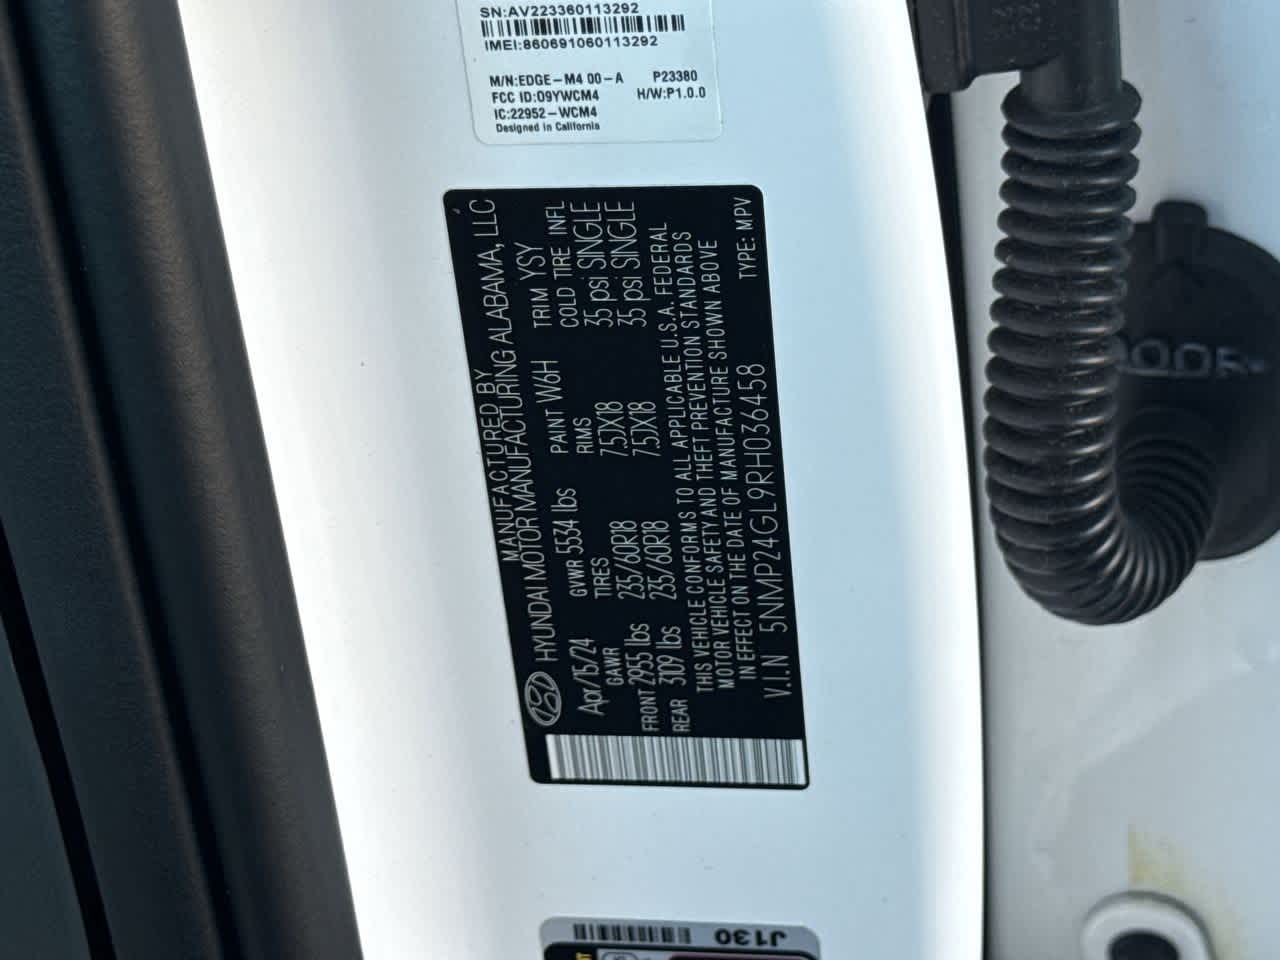 SN:AV223360113292
IMEI:860691060113292
M/N:EDGE-M4 00-A P23380
FCC ID:O9YWCM4 H/W:P1.0.0
IC:22952-WCM4
Designed in California
MANUFACTURED BY
HYUNDAI MOTOR MANUFACTURING ALABAMA, LLC
Apr/15/24 GVWR 5534 lbs PAINT W6H TRIM YSY
GAWR TIRES RIMS COLD TIRE INFL
FRONT 2955 lbs 235/60R18 7.5JX18 35 psi SINGLE
REAR 3109 lbs 235/60R18 7.5JX18 35 psi SINGLE
THIS VEHICLE CONFORMS TO ALL APPLICABLE U.S.A. FEDERAL
MOTOR VEHICLE SAFETY AND THEFT PREVENTION STANDARDS
IN EFFECT ON THE DATE OF MANUFACTURE SHOWN ABOVE
V.I.N 5NMP24GL9RH036458 TYPE: MPV
J130